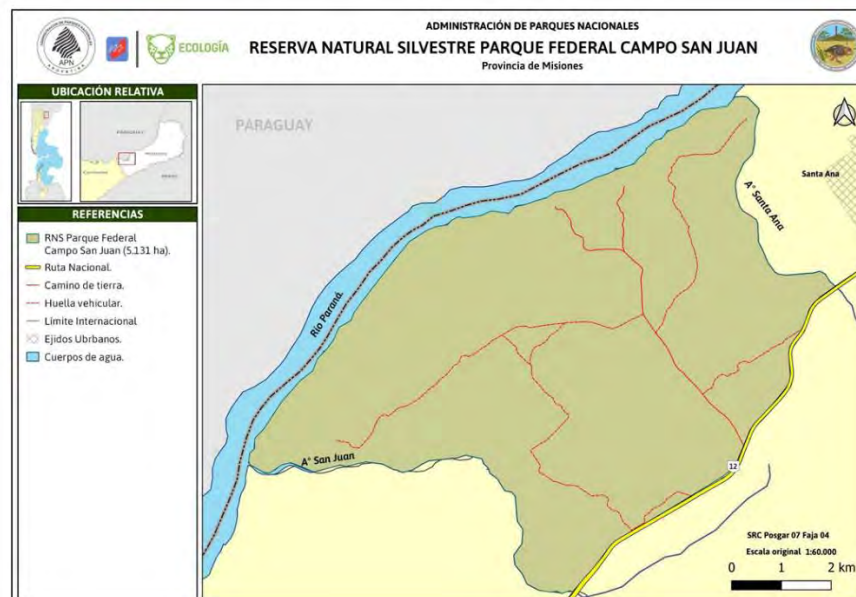 ADMINISTRACIÓN DE PARQUES NACIONALES
RESERVA NATURAL SILVESTRE PARQUE FEDERAL CAMPO SAN JUAN
Provincia de Misiones
APN
ECOLOGÍA
UBICACIÓN RELATIVA
REFERENCIAS
RNS Parque Federal
Campo San Juan (5.131 ha).
Ruta Nacional.
Camino de tierra.
Huella vehicular.
Límite Internacional
Ejidos Ubrbanos.
Cuerpos de agua.
PARAGUAY
Río Paraná.
Santa Ana
A° Santa Ana
A° San Juan
12
SRC Posgar 07 Faja 04
Escala original 1:60.000
0 1 2 km